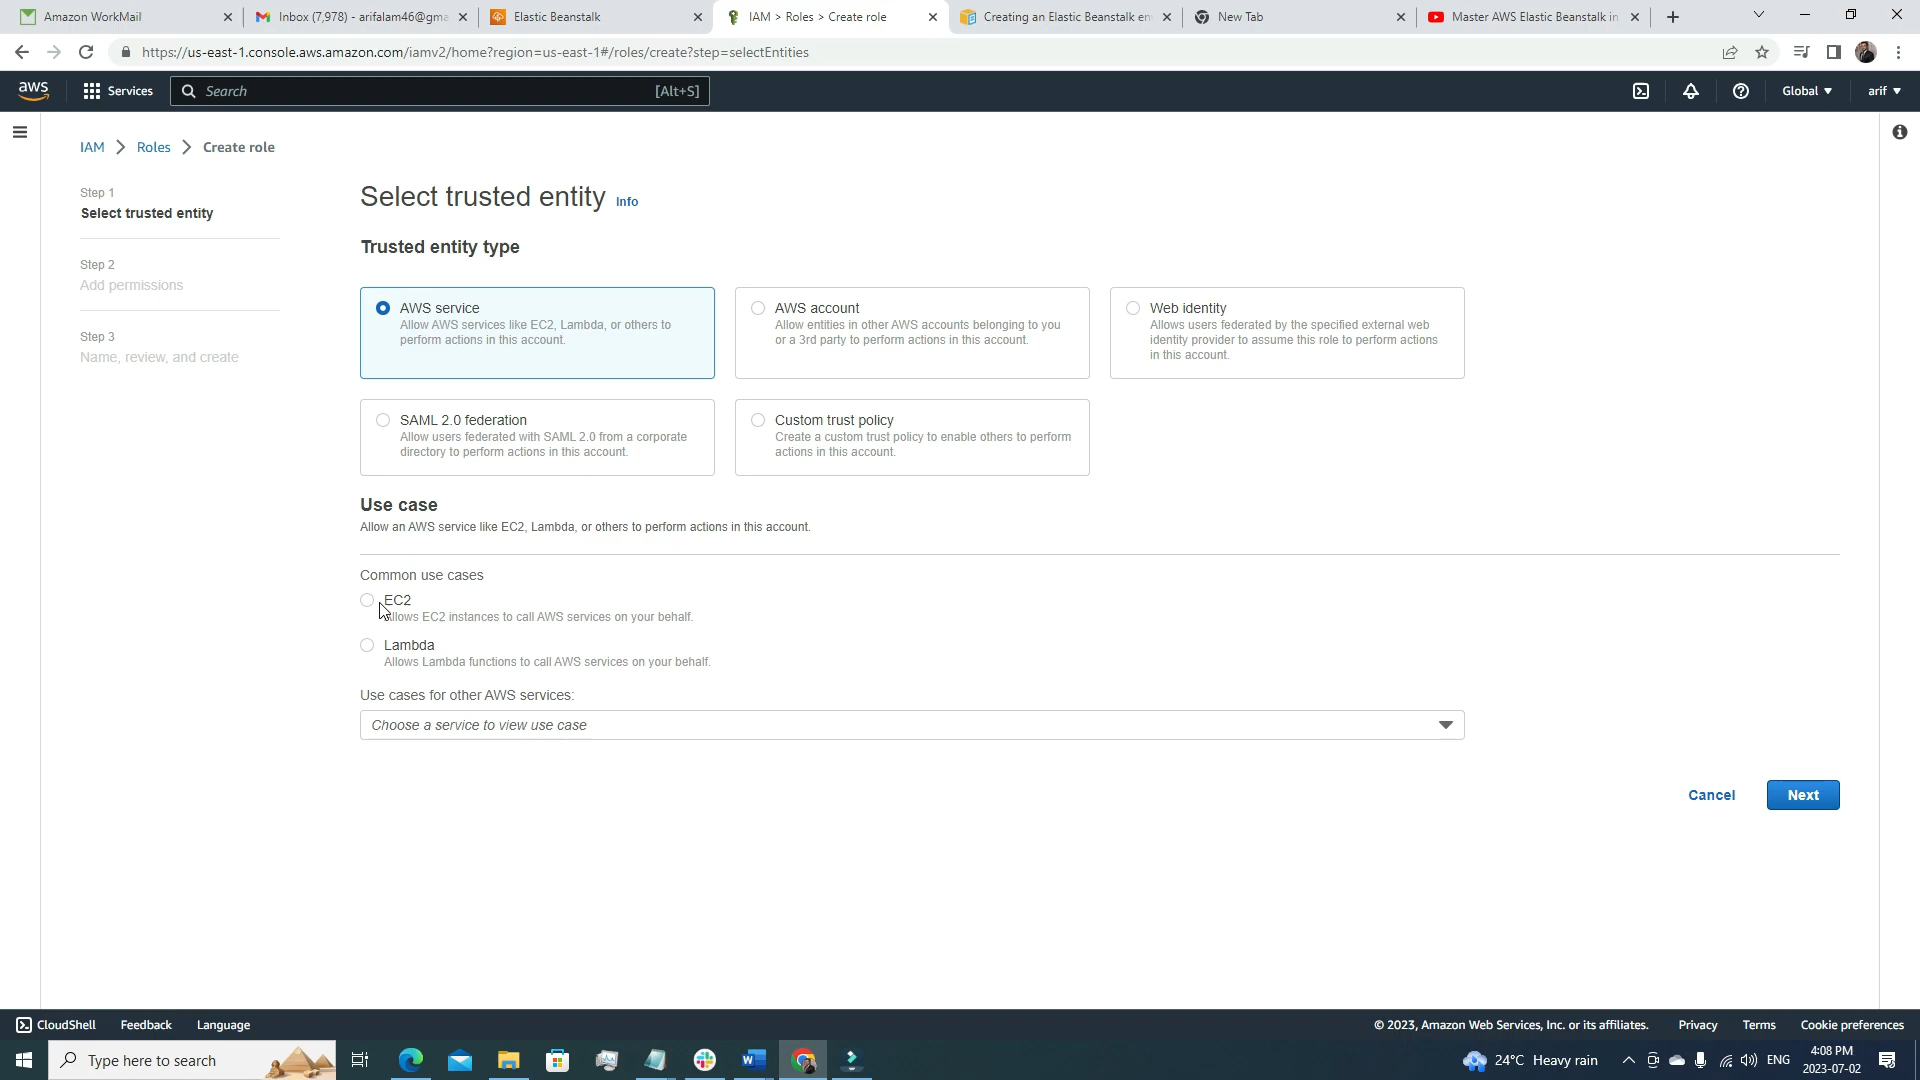 Amazon WorkMail
Inbox (7,978) - arifalam46@gma
Elastic Beanstalk
IAM > Roles > Create role
Creating an Elastic Beanstalk en
New Tab
Master AWS Elastic Beanstalk in
https://us-east-1.console.aws.amazon.com/iamv2/home?region=us-east-1#/roles/create?step=selectEntities
aws
Services
Search
[Alt+S]
Global
arif
IAM
Roles
Create role
Step 1
Select trusted entity
Step 2
Add permissions
Step 3
Name, review, and create
Select trusted entity Info
Trusted entity type
AWS service
Allow AWS services like EC2, Lambda, or others to
perform actions in this account.
AWS account
Allow entities in other AWS accounts belonging to you
or a 3rd party to perform actions in this account.
Web identity
Allows users federated by the specified external web
identity provider to assume this role to perform actions
in this account.
SAML 2.0 federation
Allow users federated with SAML 2.0 from a corporate
directory to perform actions in this account.
Custom trust policy
Create a custom trust policy to enable others to perform
actions in this account.
Use case
Allow an AWS service like EC2, Lambda, or others to perform actions in this account.
Common use cases
EC2
Allows EC2 instances to call AWS services on your behalf.
Lambda
Allows Lambda functions to call AWS services on your behalf.
Use cases for other AWS services:
Choose a service to view use case
Cancel
Next
CloudShell
Feedback
Language
© 2023, Amazon Web Services, Inc. or its affiliates.
Privacy
Terms
Cookie preferences
Type here to search
24°C Heavy rain
ENG
4:08 PM
2023-07-02